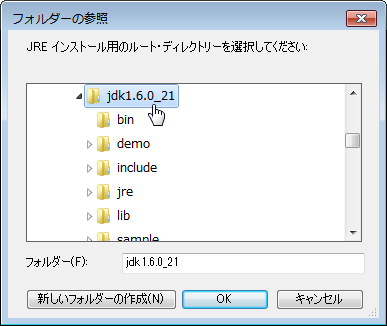 フォルダーの参照
JRE インストール用のルート・ディレクトリーを選択してください:
jdk1.6.0_21
bin
demo
include
jre
lib
sample
フォルダー(F):
jdk1.6.0_21
新しいフォルダーの作成(N)
OK
キャンセル